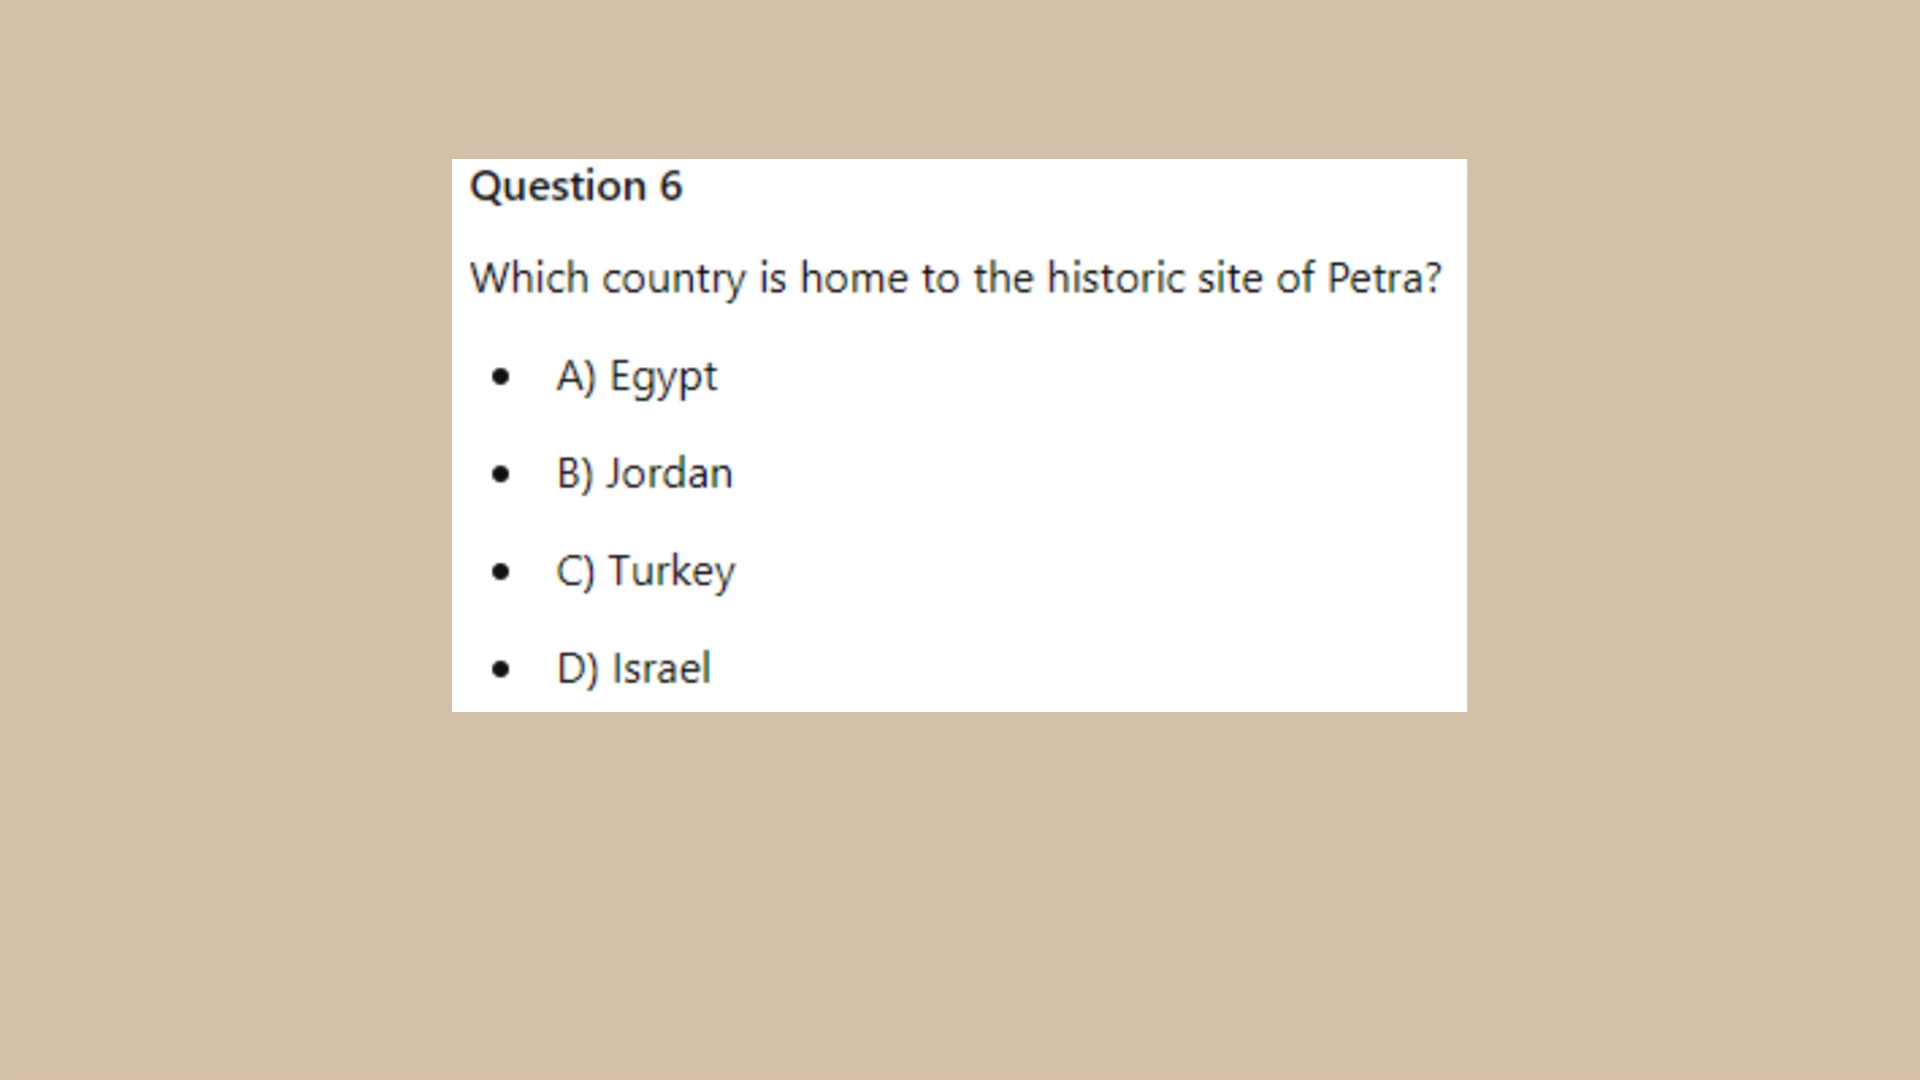 Question 6
Which country is home to the historic site of Petra?
• A) Egypt
• B) Jordan
• C) Turkey
• D) Israel